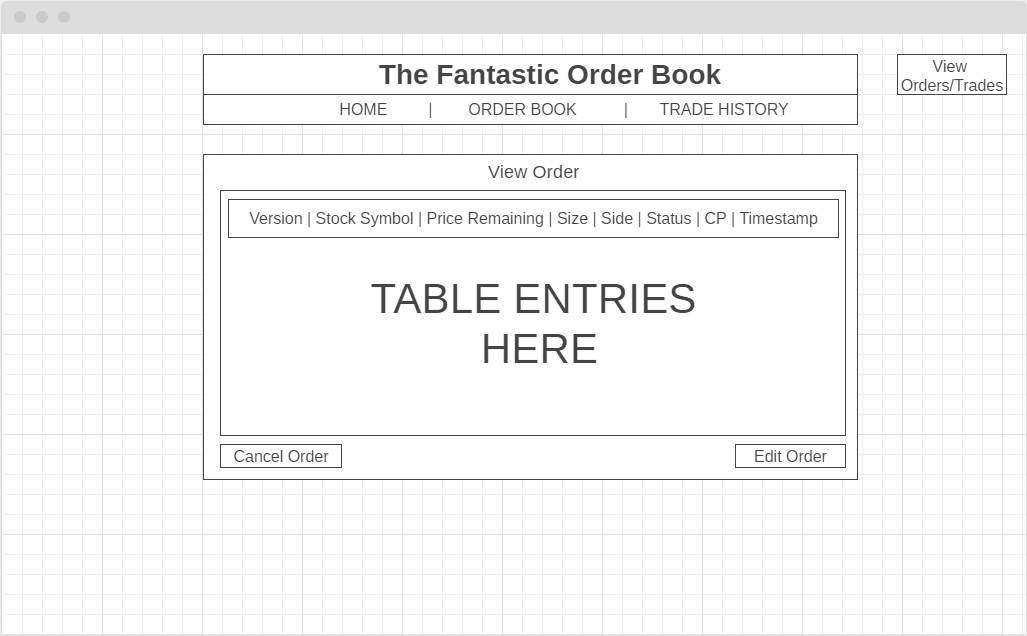 The Fantastic Order Book
View
Orders/Trades
HOME | ORDER BOOK | TRADE HISTORY
View Order
Version | Stock Symbol | Price Remaining | Size | Side | Status | CP | Timestamp
TABLE ENTRIES
HERE
Cancel Order
Edit Order